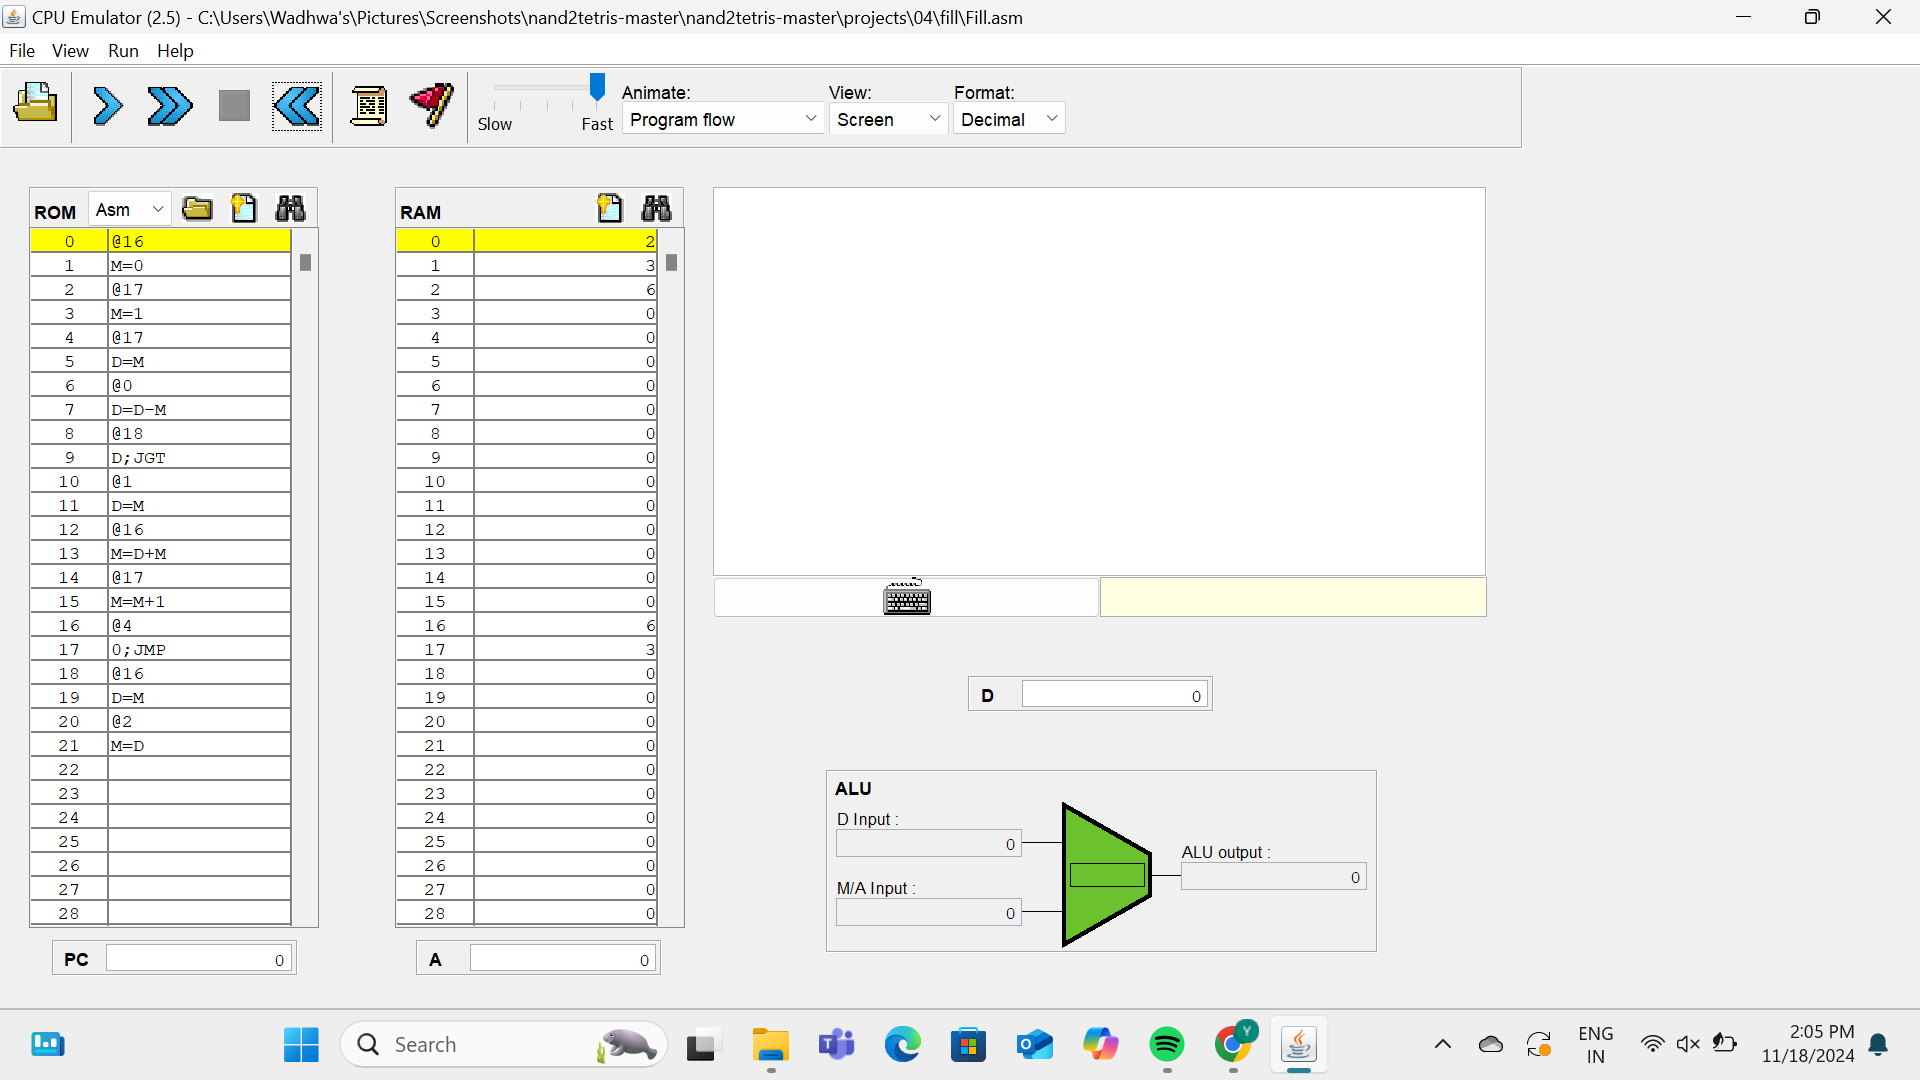 CPU Emulator (2.5) - C:\Users\Wadhwa's\Pictures\Screenshots\nand2tetris-master\nand2tetris-master\projects\04\fill\Fill.asm
File View Run Help
Slow Fast
Animate:
Program flow
View:
Screen
Format:
Decimal
ROM Asm
0 @16
1 M=0
2 @17
3 M=1
4 @17
5 D=M
6 @0
7 D=D-M
8 @18
9 D;JGT
10 @1
11 D=M
12 @16
13 M=D+M
14 @17
15 M=M+1
16 @4
17 0;JMP
18 @16
19 D=M
20 @2
21 M=D
22
23
24
25
26
27
28
PC 0
RAM
0 2
1 3
2 6
3 0
4 0
5 0
6 0
7 0
8 0
9 0
10 0
11 0
12 0
13 0
14 0
15 0
16 6
17 3
18 0
19 0
20 0
21 0
22 0
23 0
24 0
25 0
26 0
27 0
28 0
A 0
D 0
ALU
D Input :
0
M/A Input :
0
ALU output :
0
Search
ENG
IN
2:05 PM
11/18/2024